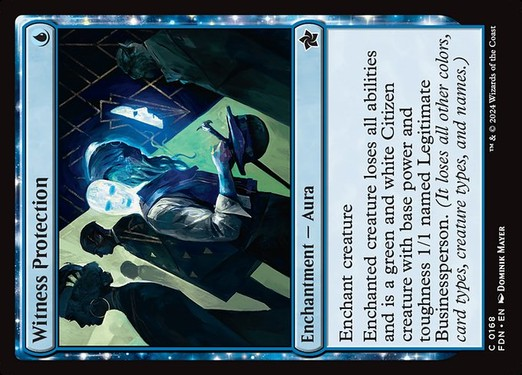 Witness Protection
Enchantment — Aura
Enchant creature
Enchanted creature loses all abilities
and is a green and white Citizen
creature with base power and
toughness 1/1 named Legitimate
Businessperson. (It loses all other colors,
card types, creature types, and names.)
C 0168
FDN • EN DOMINIK MAYER
™ & © 2024 Wizards of the Coast